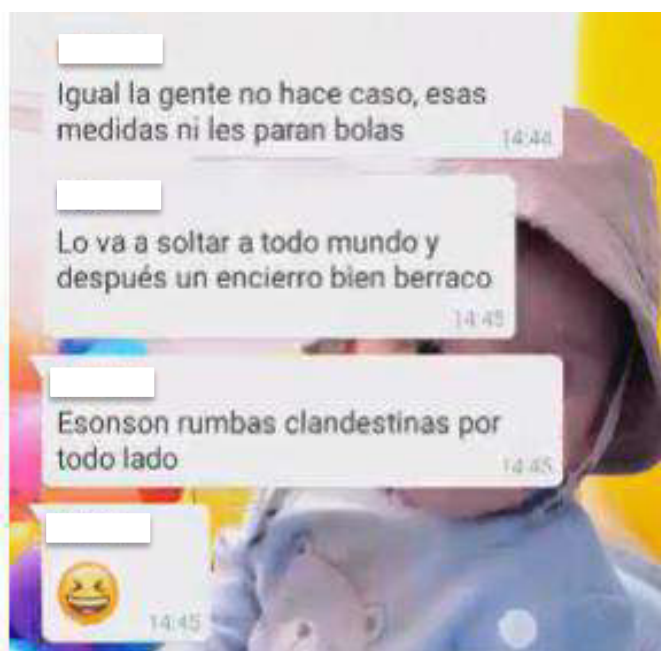 Igual la gente no hace caso, esas
medidas ni les paran bolas
14:44
Lo va a soltar a todo mundo y
después un encierro bien berraco
14:45
Esonson rumbas clandestinas por
todo lado
14:45
14:45